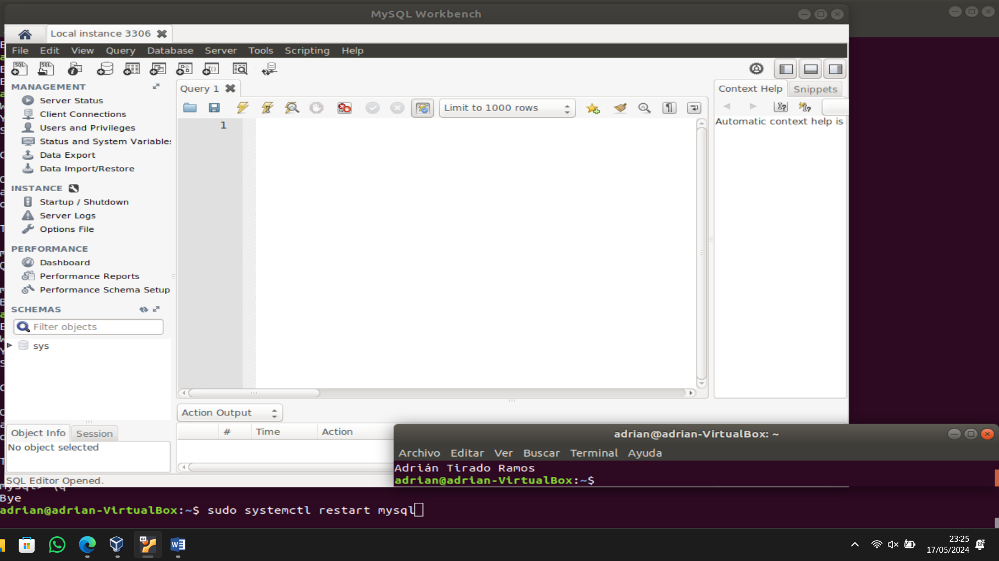 MySQL Workbench
Local instance 3306
File Edit View Query Database Server Tools Scripting Help
MANAGEMENT
Server Status
Client Connections
Users and Privileges
Status and System Variable
Data Export
Data Import/Restore
INSTANCE
Startup / Shutdown
Server Logs
Options File
PERFORMANCE
Dashboard
Performance Reports
Performance Schema Setup
SCHEMAS
Filter objects
sys
Object Info Session
No object selected
SQL Editor Opened.
Query 1
Limit to 1000 rows
1
Context Help Snippets
Automatic context help is
Action Output
# Time Action
adrian@adrian-VirtualBox: ~
Archivo Editar Ver Buscar Terminal Ayuda
Adrián Tirado Ramos
adrian@adrian-VirtualBox:~$
mysql> \q
Bye
adrian@adrian-VirtualBox:~$ sudo systemctl restart mysql
23:25
17/05/2024